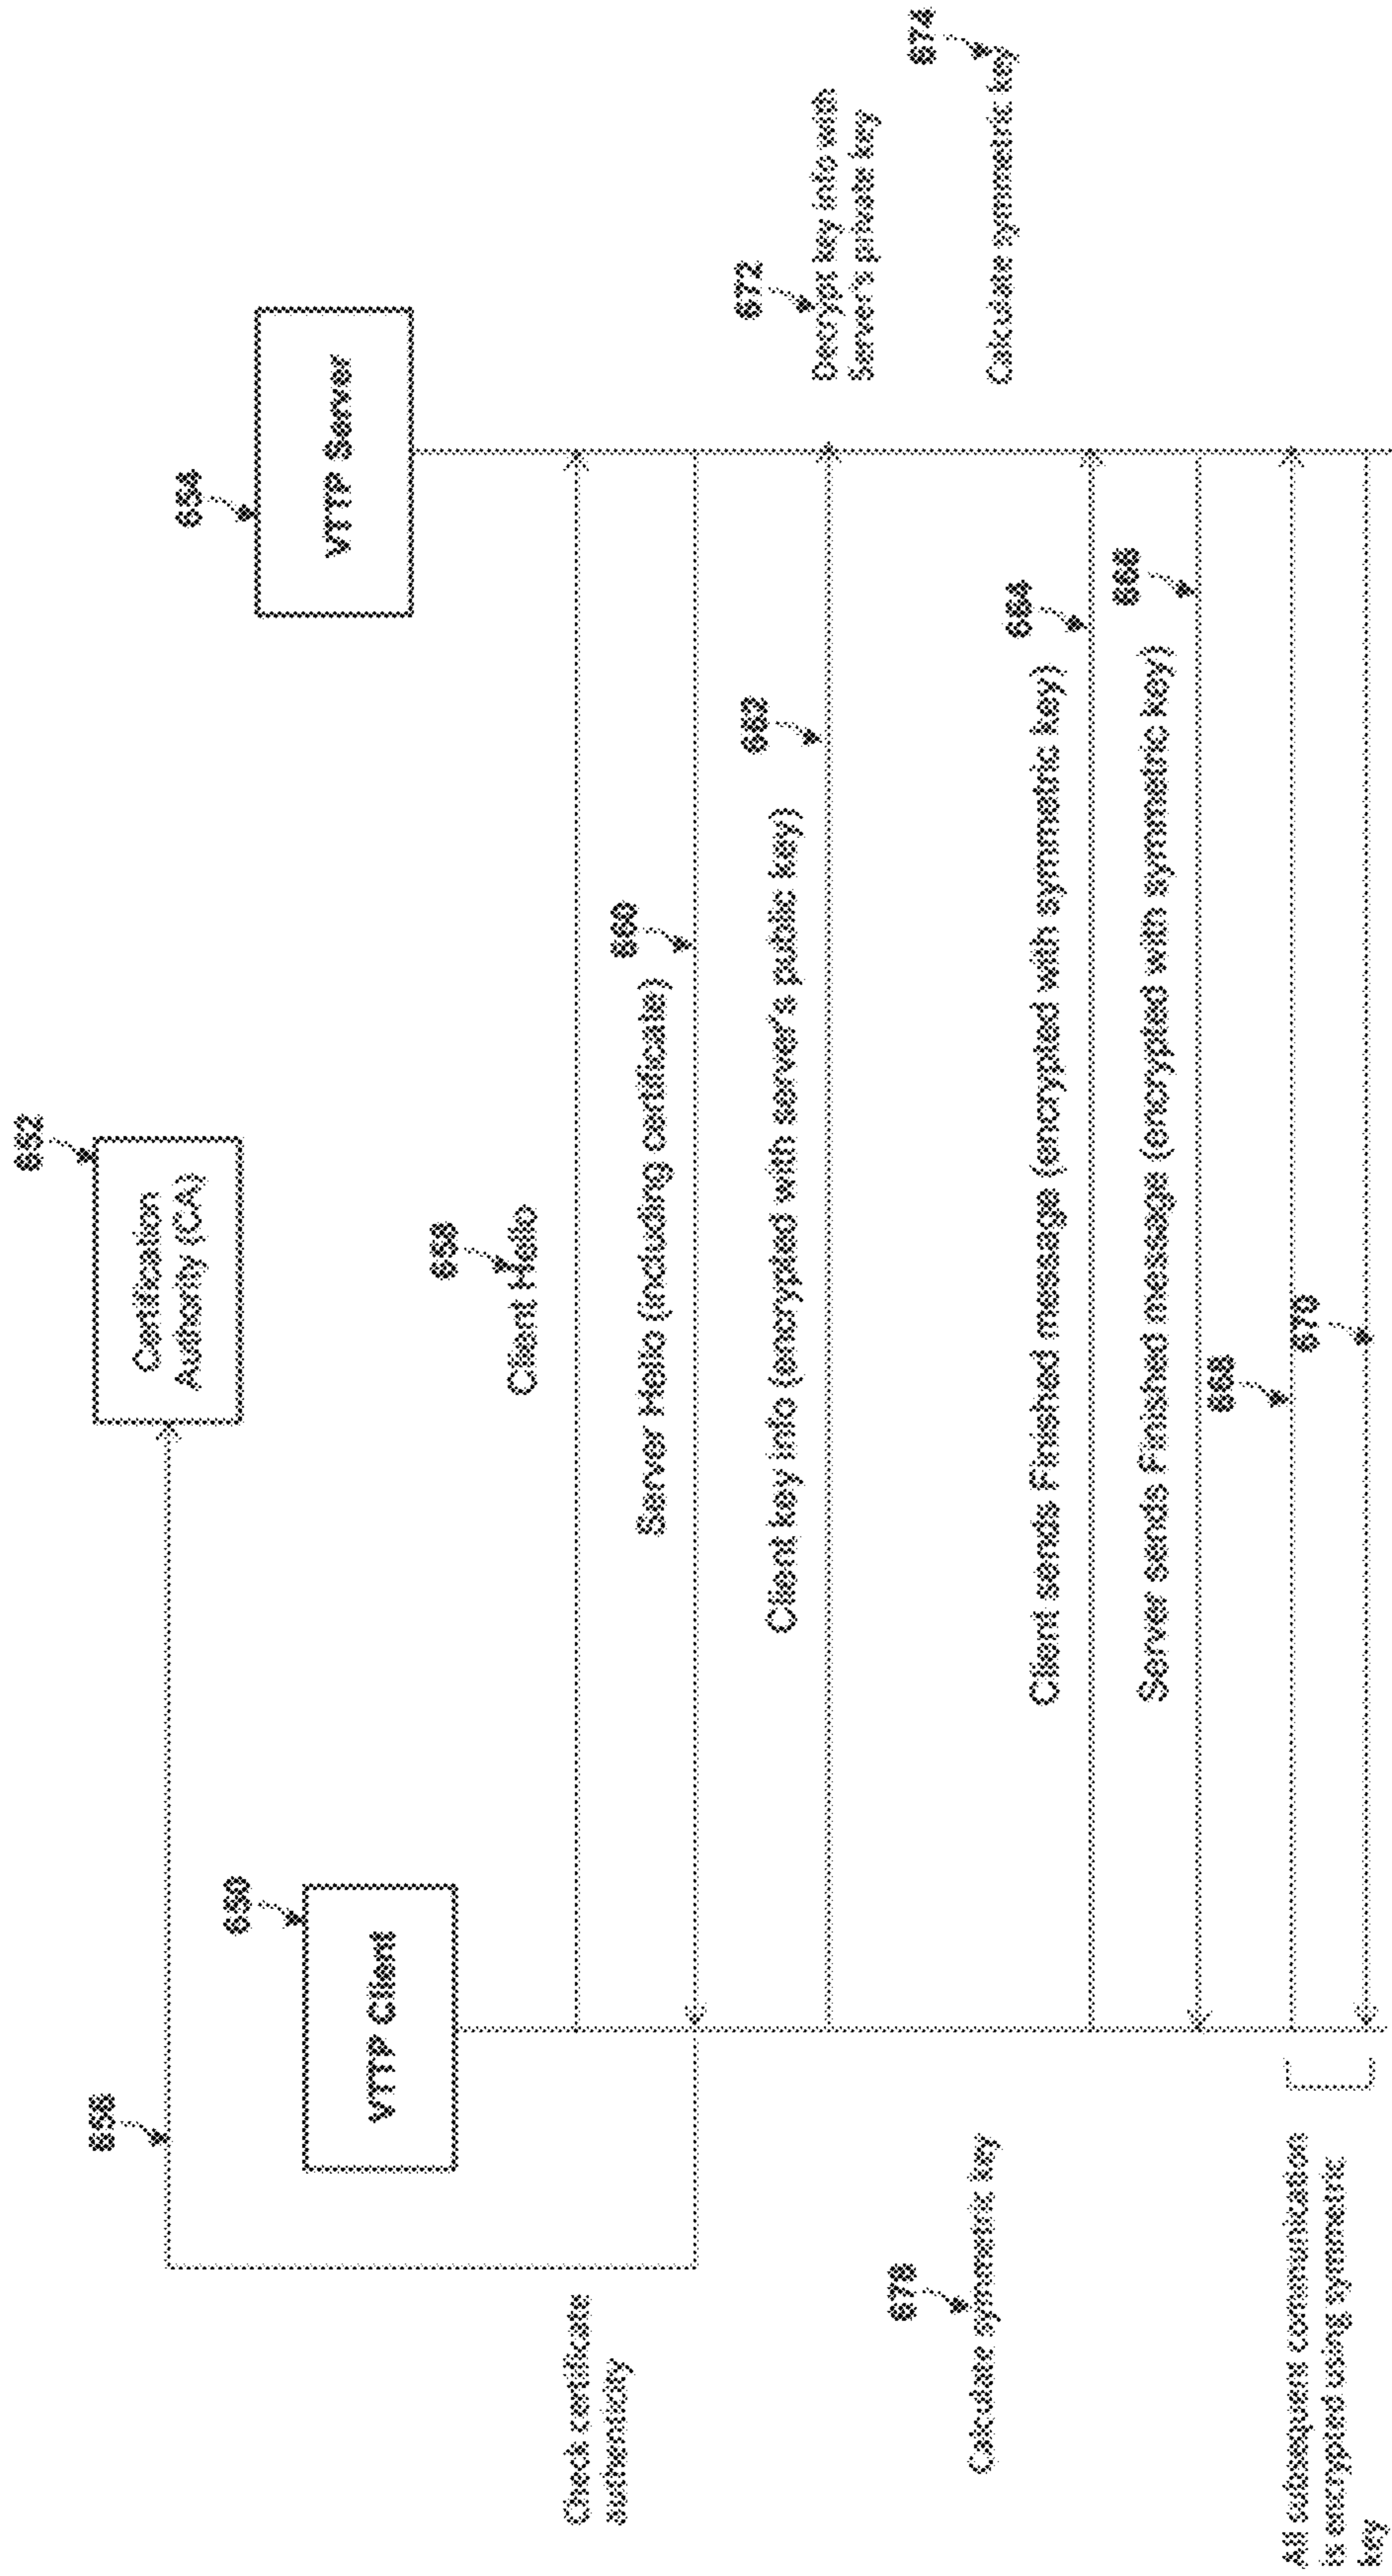 652
Certification
Authority (CA)
656
650
VTTP Client
654
VTTP Server
658
Client Hello
Check certificate
authenticity
660
Server Hello (including certificate)
662
Client key info (encrypted with server's public key)
672
Decrypt key info with
Server's private key
676
Calculate symmetric key
674
Calculate symmetric key
664
Client sends Finished message (encrypted with symmetric key)
666
Server sends Finished message (encrypted with symmetric key)
668
670
All subsequent communication
is encrypted using symmetric
key